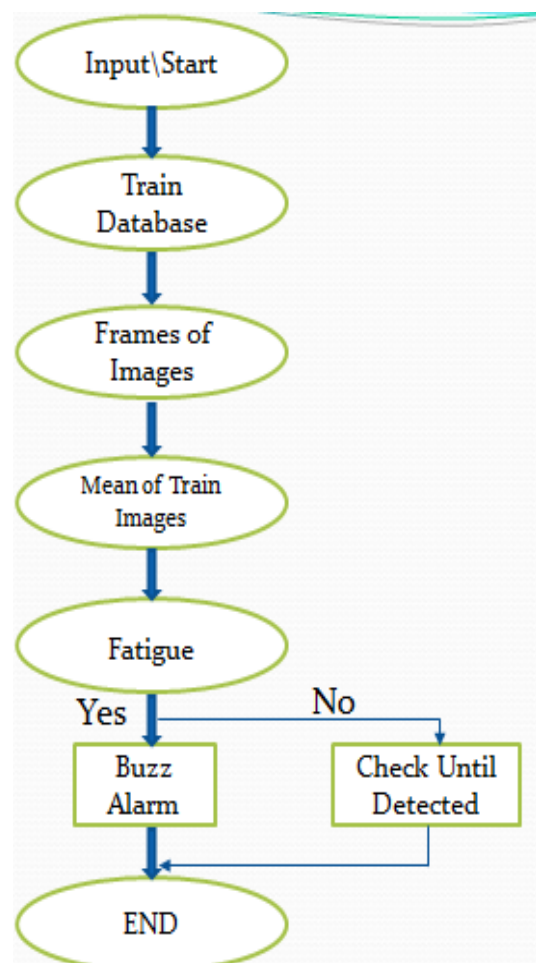 Input\Start
Train
Database
Frames of
Images
Mean of Train
Images
Fatigue
Yes
No
Buzz
Alarm
Check Until
Detected
END